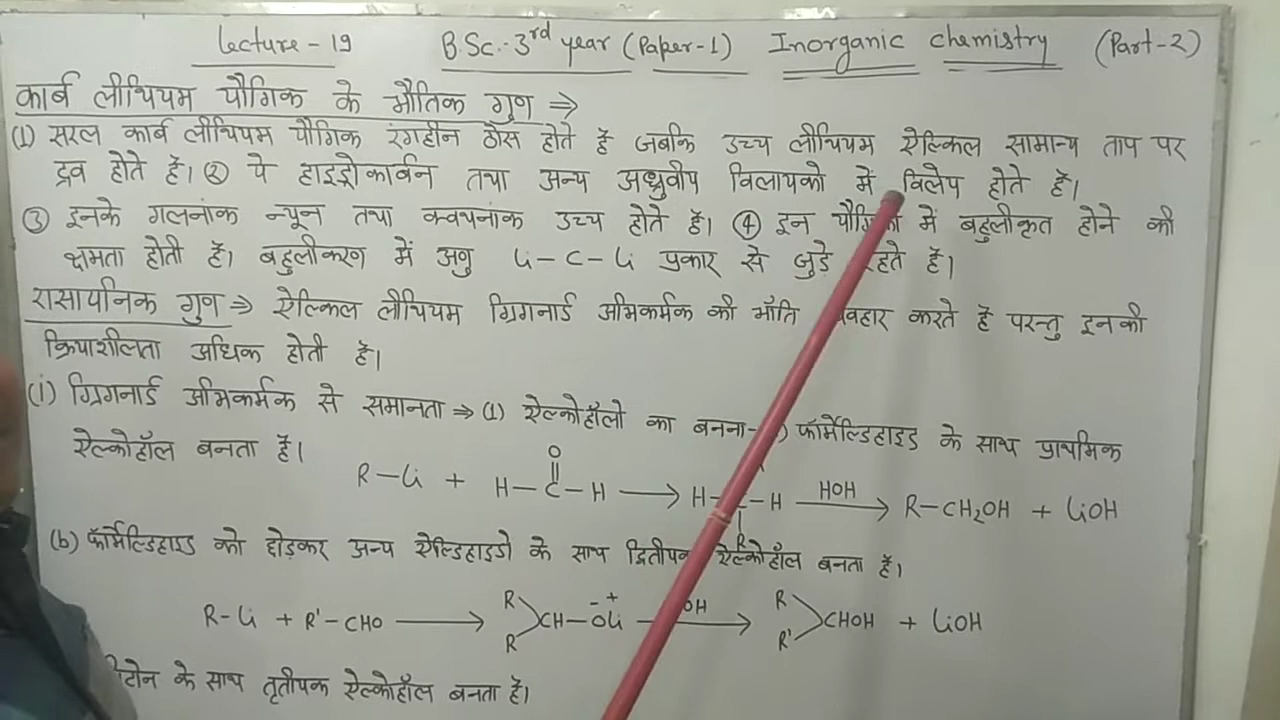 Lecture - 19 B.Sc.- 3rd year (Paper-1) Inorganic chemistry (Part-2)
कार्ब लीथियम यौगिक के भौतिक गुण ⇒
(1) सरल कार्ब लीथियम यौगिक रंगहीन ठोस होते हैं जबकि उच्च लीथियम ऐल्किल सामान्य ताप पर
द्रव होते हैं। ② ये हाइड्रोकार्बन तथा अन्य अध्रुवीय विलायको में विलेय होते हैं।
③ इनके गलनांक न्यून तथा क्वथनांक उच्च होते हैं। ④ इन में बहुलीकृत होने की
क्षमता होती है। बहुलीकरण में अणु Li-C-Li प्रकार से जुड़े रहते हैं।
रासायनिक गुण ⇒ ऐल्किल लीथियम ग्रिगनार्ड अभिकर्मक की भाँति करते हैं परन्तु इनकी
क्रियाशीलता अधिक होती है।
(i) ग्रिगनार्ड अभिकर्मक से समानता ⇒ (1) ऐल्कोहॉलो का बनना- फॉर्मेल्डिहाइड के साथ प्राथमिक
ऐल्कोहॉल बनता है।
O
||
R-Li + H-C-H ⟶ H- -H HOH⟶ R-CH₂OH + LiOH
(b) फॉर्मेल्डिहाइड को छोड़कर अन्य ऐल्डिहाइडो के साथ द्वितीयक ऐल्कोहॉल बनता है।
R - + R
R-Li + R'-CHO ⟶ >CH-OLi ⟶ >CHOH + LiOH
R R'
के साथ तृतीयक ऐल्कोहॉल बनता है।